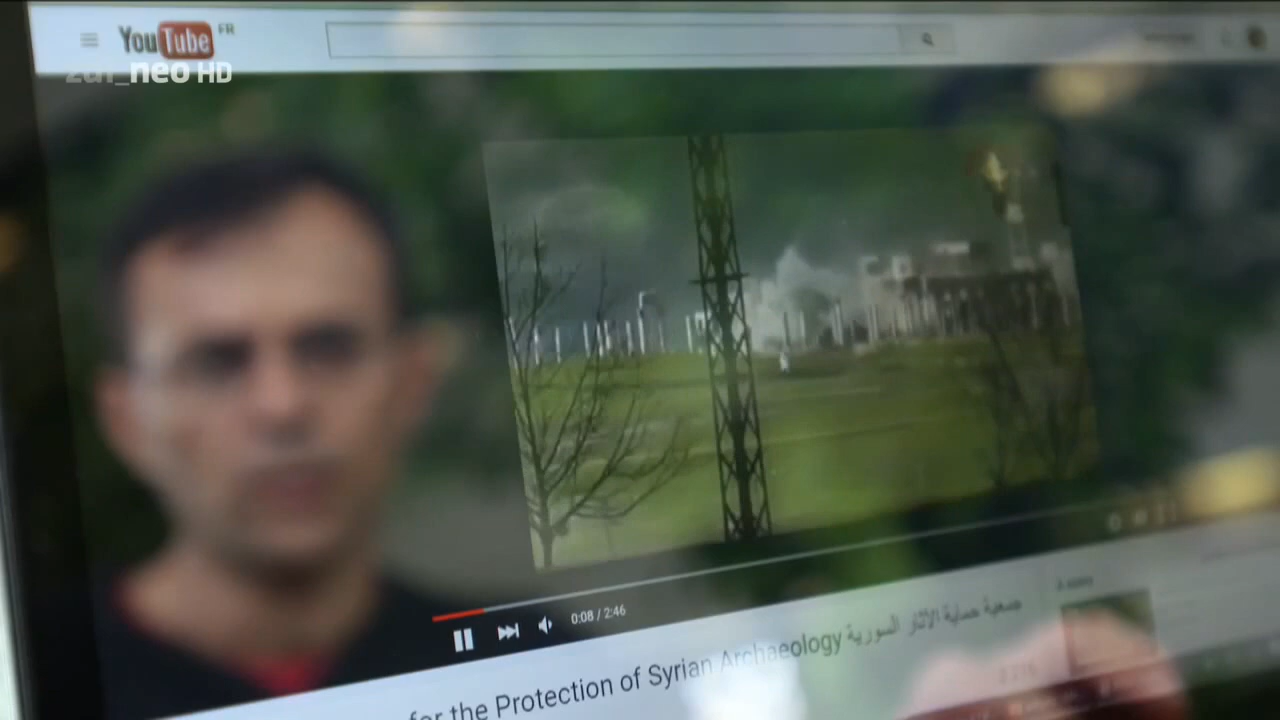 YouTube FR
zdf_neo HD
0:08 / 2:46
for the Protection of Syrian Archaeology جمعية حماية الآثار السورية